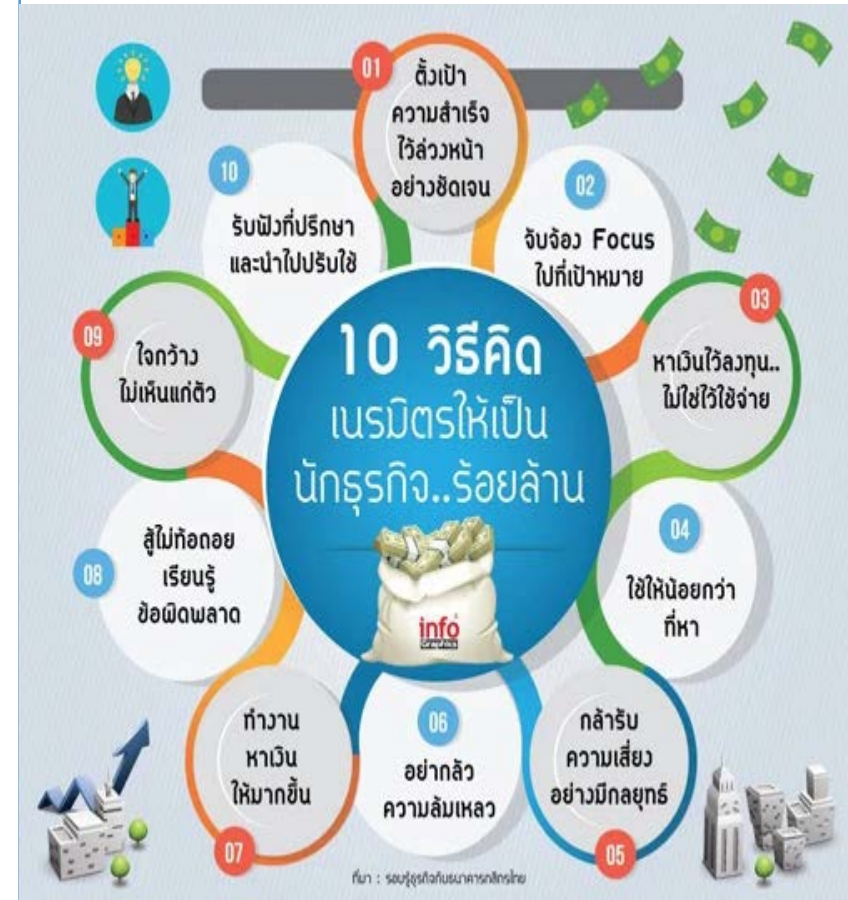 10 วิธีคิด
เนรมิตรให้เป็น
นักธุรกิจ..ร้อยล้าน
info
Graphics
01
ตั้งเป้า
ความสำเร็จ
ไว้ล่วงหน้า
อย่างชัดเจน
02
จับจ้อง Focus
ไปที่เป้าหมาย
03
หาเงินไว้ลงทุน..
ไม่ใช่ไว้ใช้จ่าย
04
ใช้ให้น้อยกว่า
ที่หา
05
กล้ารับ
ความเสี่ยง
อย่างมีกลยุทธ์
06
อย่ากลัว
ความล้มเหลว
07
ทำงาน
หาเงิน
ให้มากขึ้น
08
สู้ไม่ท้อถอย
เรียนรู้
ข้อผิดพลาด
09
ใจกว้าง
ไม่เห็นแก่ตัว
10
รับฟังที่ปรึกษา
และนำไปปรับใช้
ที่มา : รอบรู้ธุรกิจกับธนาคารกสิกรไทย